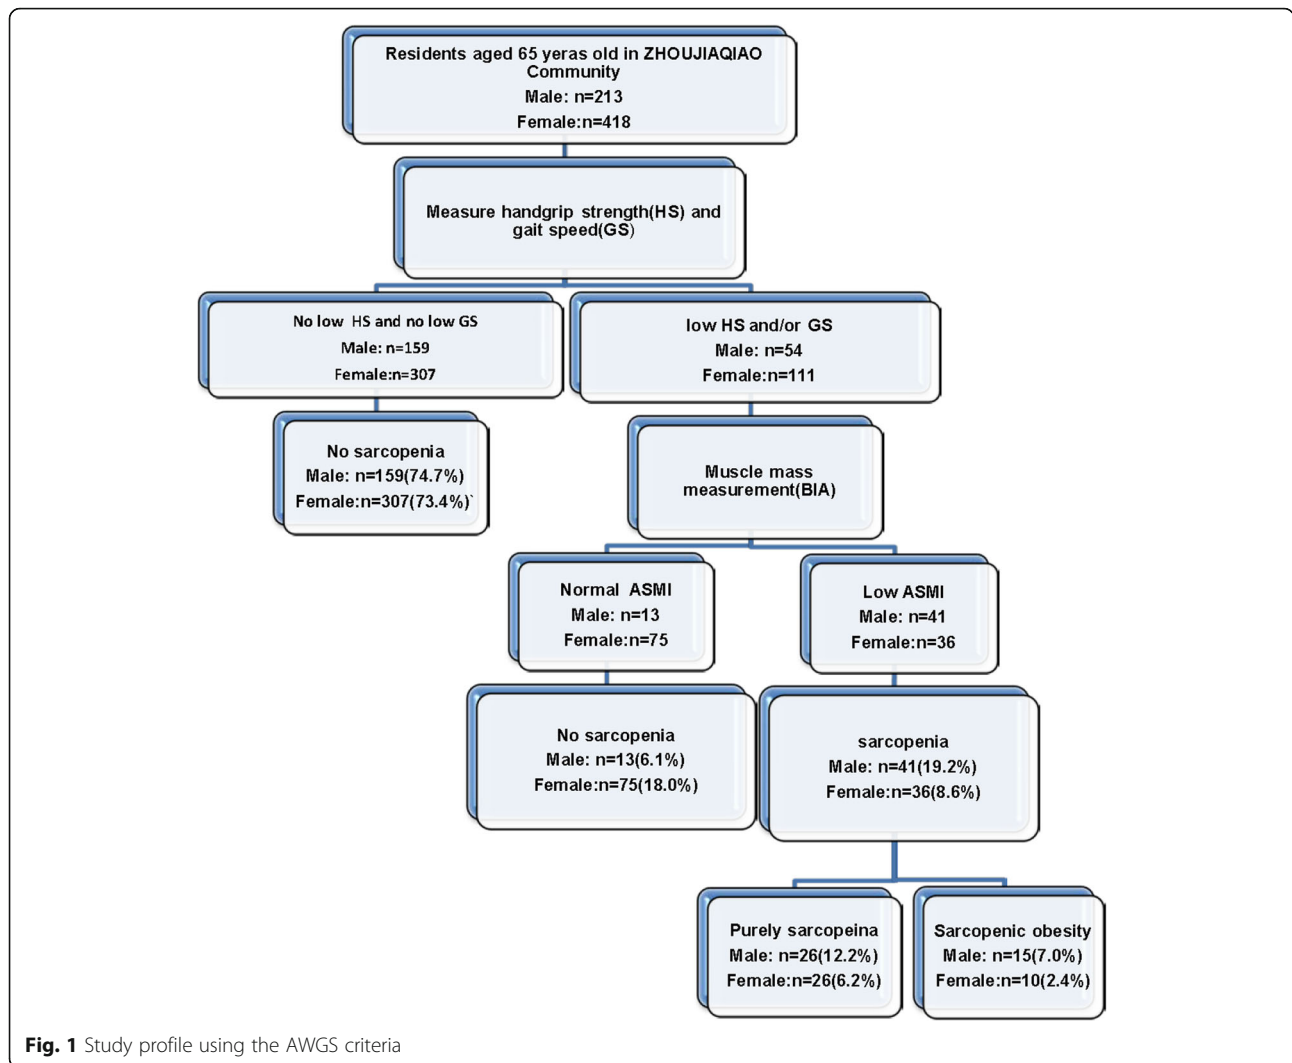 Residents aged 65 yeras old in ZHOUJIAQIAO
Community
Male: n=213
Female:n=418
Measure handgrip strength(HS) and
gait speed(GS)
No low HS and no low GS
Male: n=159
Female:n=307
low HS and/or GS
Male: n=54
Female:n=111
No sarcopenia
Male: n=159(74.7%)
Female:n=307(73.4%)`
Muscle mass
measurement(BIA)
Normal ASMI
Male: n=13
Female:n=75
Low ASMI
Male: n=41
Female:n=36
No sarcopenia
Male: n=13(6.1%)
Female:n=75(18.0%)
sarcopenia
Male: n=41(19.2%)
Female:n=36(8.6%)
Purely sarcopeina
Male: n=26(12.2%)
Female:n=26(6.2%)
Sarcopenic obesity
Male: n=15(7.0%)
Female:n=10(2.4%)
Fig. 1 Study profile using the AWGS criteria